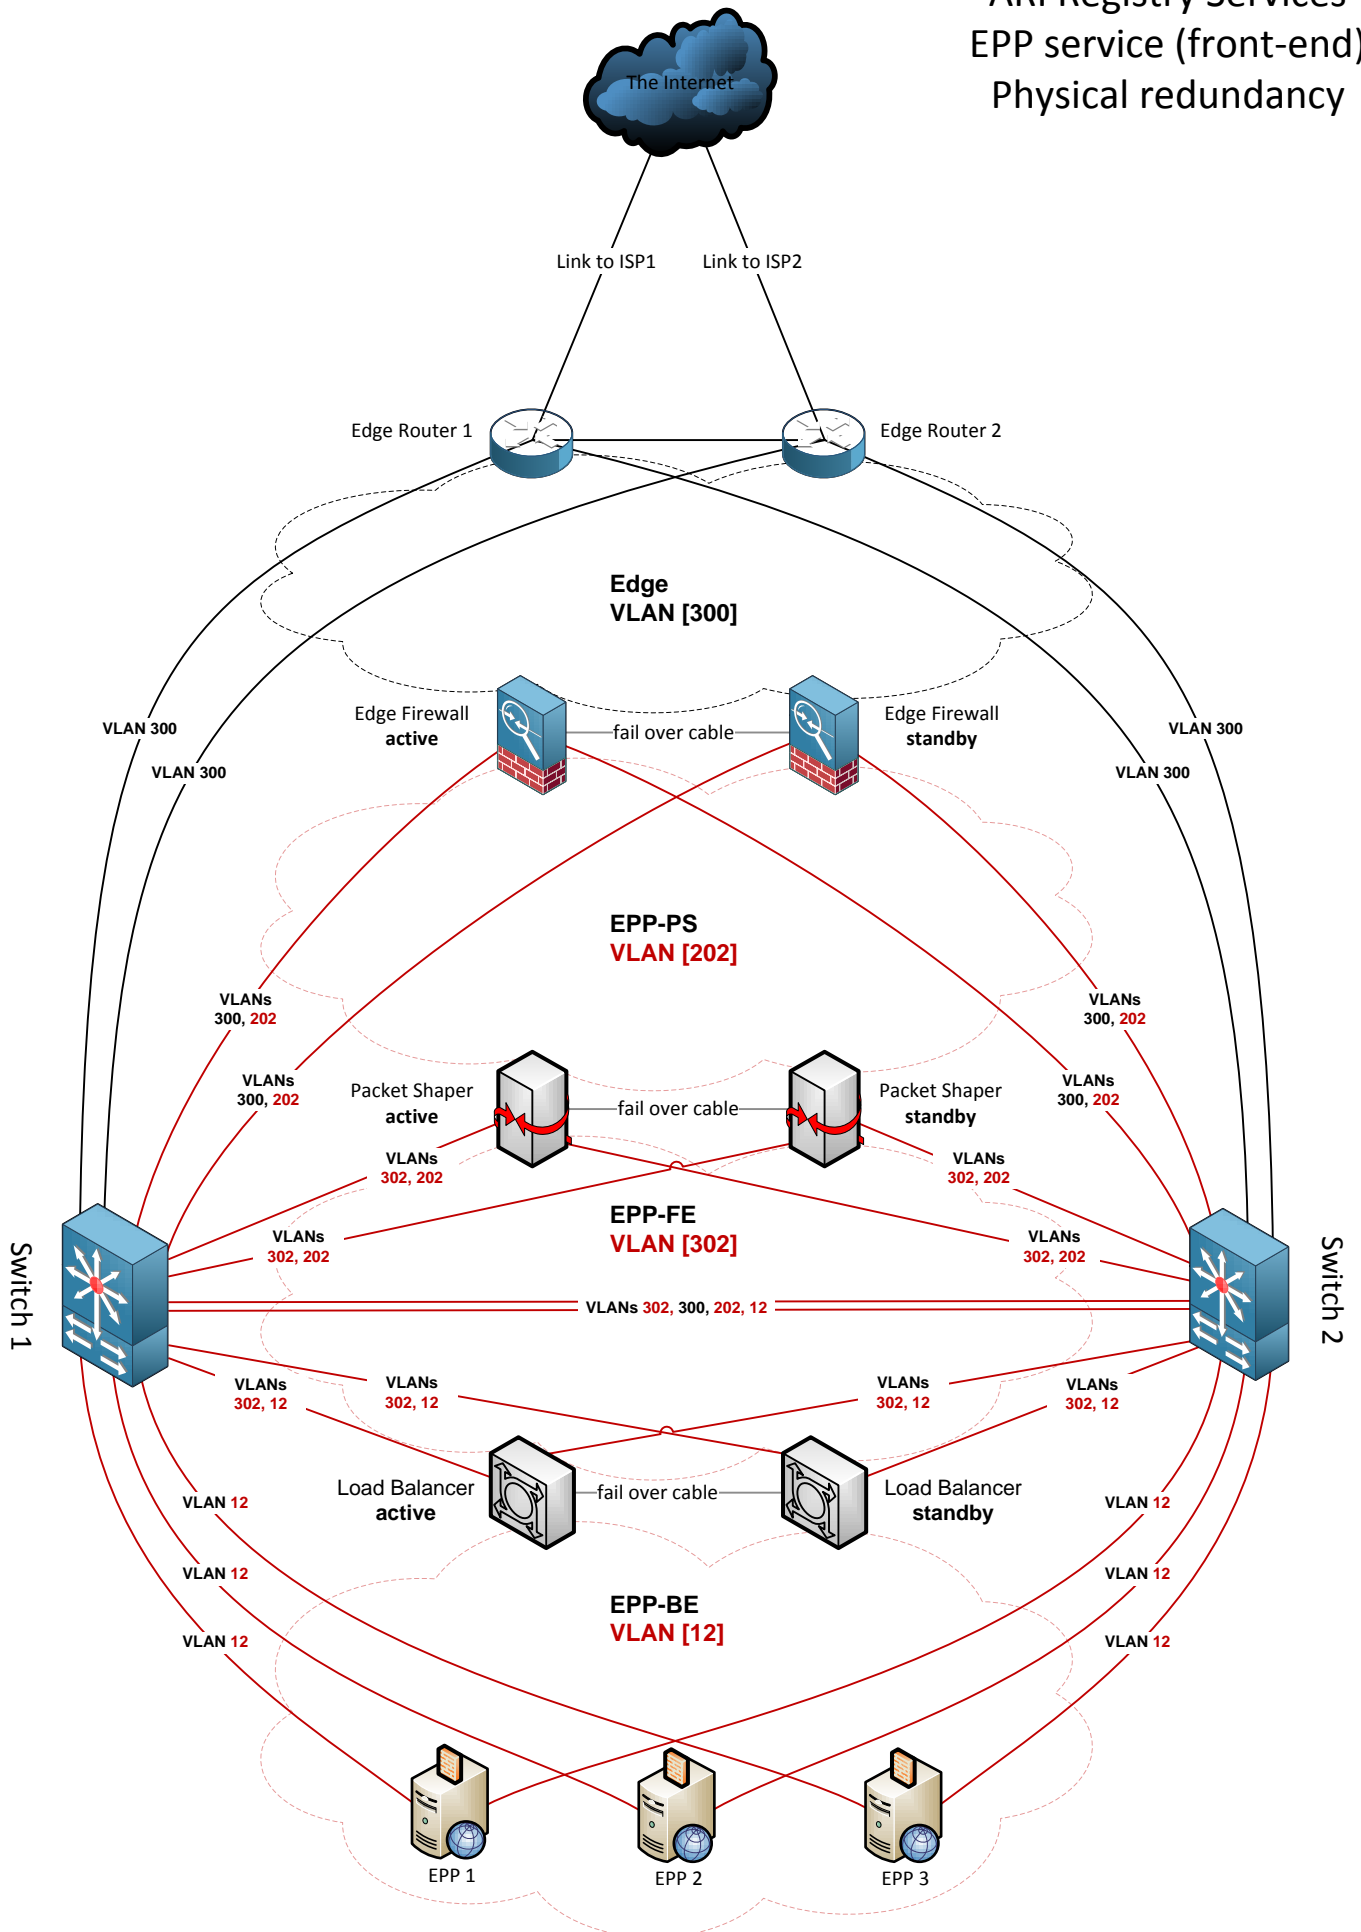 ARI Registry Services
EPP service (front-end)
Physical redundancy
The Internet
Link to ISP1
Link to ISP2
Edge Router 1
Edge Router 2
Edge
VLAN [300]
Edge Firewall
active
fail over cable
Edge Firewall
standby
VLAN 300
VLAN 300
VLAN 300
VLAN 300
EPP-PS
VLAN [202]
VLANs
300, 202
VLANs
300, 202
VLANs
300, 202
VLANs
300, 202
Packet Shaper
active
fail over cable
Packet Shaper
standby
VLANs
302, 202
VLANs
302, 202
EPP-FE
VLAN [302]
VLANs
302, 202
VLANs
302, 202
Switch 1
Switch 2
VLANs 302, 300, 202, 12
VLANs
302, 12
VLANs
302, 12
VLANs
302, 12
VLANs
302, 12
Load Balancer
active
fail over cable
Load Balancer
standby
VLAN 12
VLAN 12
VLAN 12
VLAN 12
EPP-BE
VLAN [12]
VLAN 12
VLAN 12
EPP 1
EPP 2
EPP 3